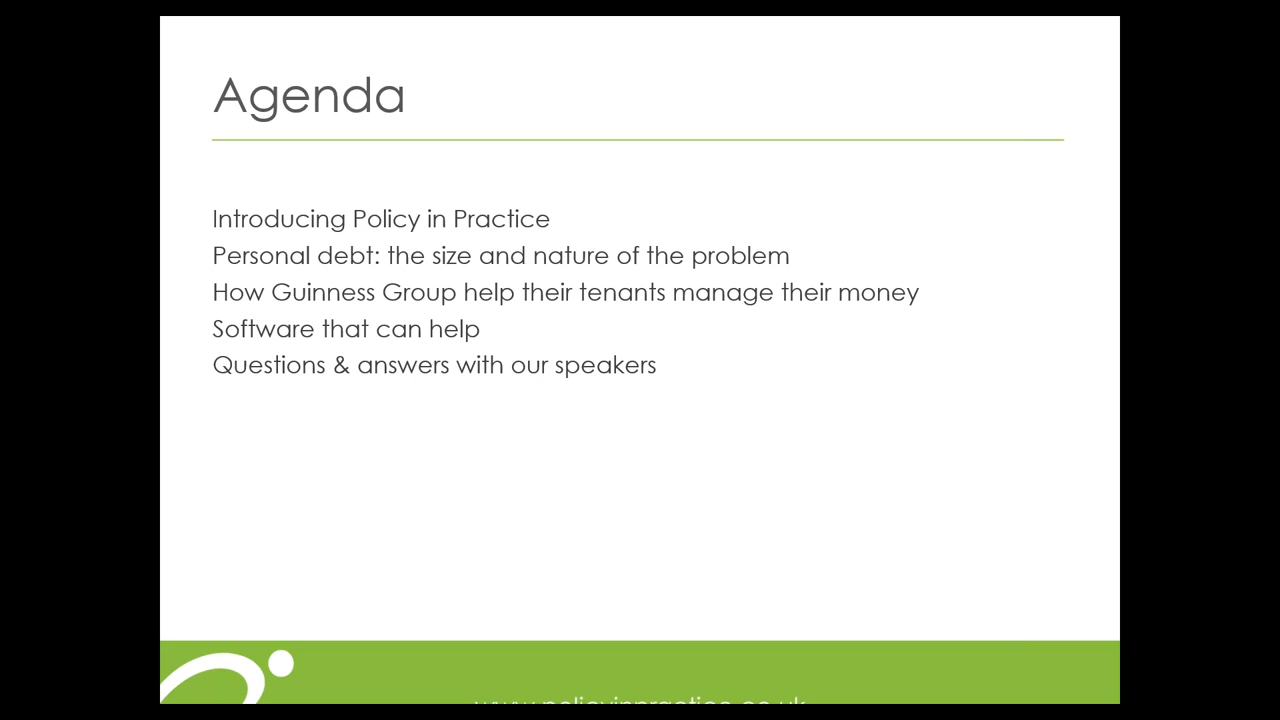 Agenda
Introducing Policy in Practice
Personal debt: the size and nature of the problem
How Guinness Group help their tenants manage their money
Software that can help
Questions & answers with our speakers
www.policyinpractice.co.uk